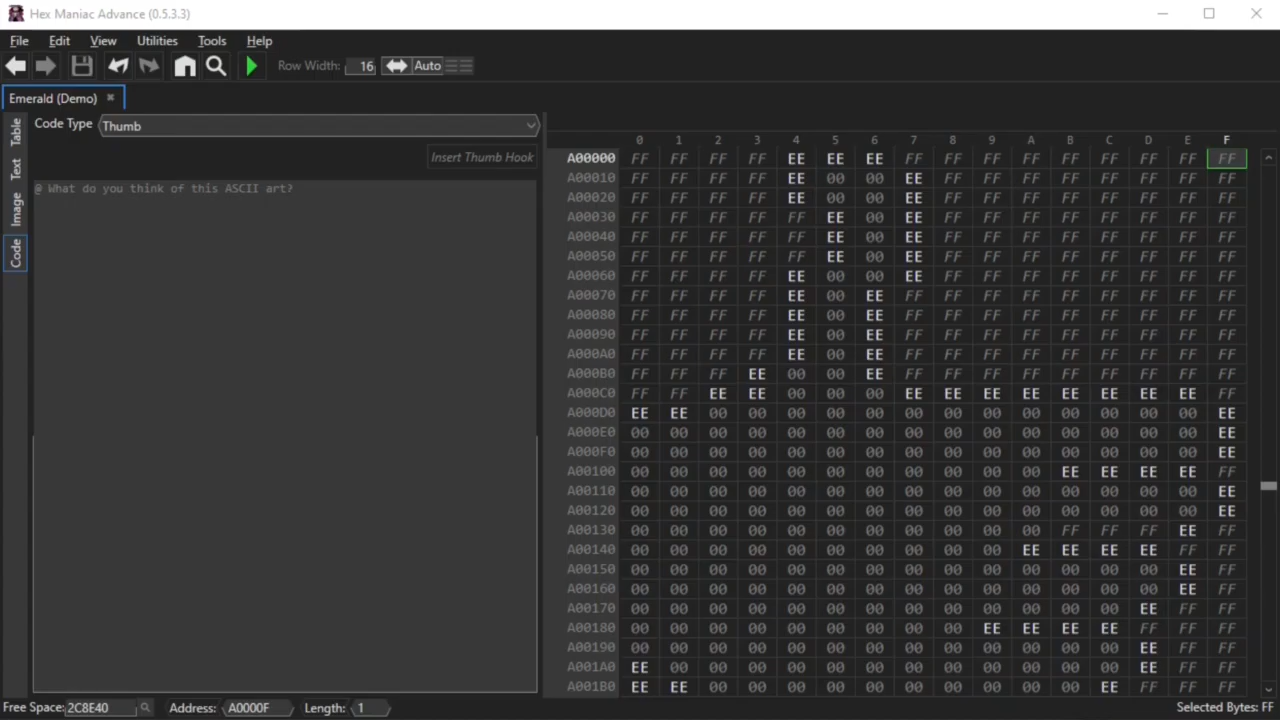 Hex Maniac Advance (0.5.3.3)
File Edit View Utilities Tools Help
Row Width: 16 Auto
Emerald (Demo)
Table
Text
Image
Code
Code Type Thumb
Insert Thumb Hook
@ What do you think of this ASCII art?
0 1 2 3 4 5 6 7 8 9 A B C D E F
A00000 FF FF FF FF EE EE EE FF FF FF FF FF FF FF FF FF
A00010 FF FF FF FF EE 00 00 EE FF FF FF FF FF FF FF FF
A00020 FF FF FF FF EE 00 00 EE FF FF FF FF FF FF FF FF
A00030 FF FF FF FF FF EE 00 EE FF FF FF FF FF FF FF FF
A00040 FF FF FF FF FF EE 00 EE FF FF FF FF FF FF FF FF
A00050 FF FF FF FF FF EE 00 EE FF FF FF FF FF FF FF FF
A00060 FF FF FF FF EE 00 00 EE FF FF FF FF FF FF FF FF
A00070 FF FF FF FF EE 00 EE FF FF FF FF FF FF FF FF FF
A00080 FF FF FF FF EE 00 EE FF FF FF FF FF FF FF FF FF
A00090 FF FF FF FF EE 00 EE FF FF FF FF FF FF FF FF FF
A000A0 FF FF FF FF EE 00 EE FF FF FF FF FF FF FF FF FF
A000B0 FF FF FF EE 00 00 EE FF FF FF FF FF FF FF FF FF
A000C0 FF FF EE EE 00 00 00 EE EE EE EE EE EE EE EE FF
A000D0 EE EE 00 00 00 00 00 00 00 00 00 00 00 00 00 EE
A000E0 00 00 00 00 00 00 00 00 00 00 00 00 00 00 00 EE
A000F0 00 00 00 00 00 00 00 00 00 00 00 00 00 00 00 EE
A00100 00 00 00 00 00 00 00 00 00 00 00 EE EE EE EE FF
A00110 00 00 00 00 00 00 00 00 00 00 00 00 00 00 00 EE
A00120 00 00 00 00 00 00 00 00 00 00 00 00 00 00 00 EE
A00130 00 00 00 00 00 00 00 00 00 00 00 FF FF FF EE FF
A00140 00 00 00 00 00 00 00 00 00 00 EE EE EE EE FF FF
A00150 00 00 00 00 00 00 00 00 00 00 00 00 00 00 EE FF
A00160 00 00 00 00 00 00 00 00 00 00 00 00 00 00 EE FF
A00170 00 00 00 00 00 00 00 00 00 00 00 00 00 EE FF FF
A00180 00 00 00 00 00 00 00 00 00 EE EE EE EE FF FF FF
A00190 00 00 00 00 00 00 00 00 00 00 00 00 00 EE FF FF
A001A0 EE 00 00 00 00 00 00 00 00 00 00 00 00 EE FF FF
A001B0 EE EE 00 00 00 00 00 00 00 00 00 00 EE FF FF FF
Free Space: 2C8E40 Address: A0000F Length: 1 Selected Bytes: FF